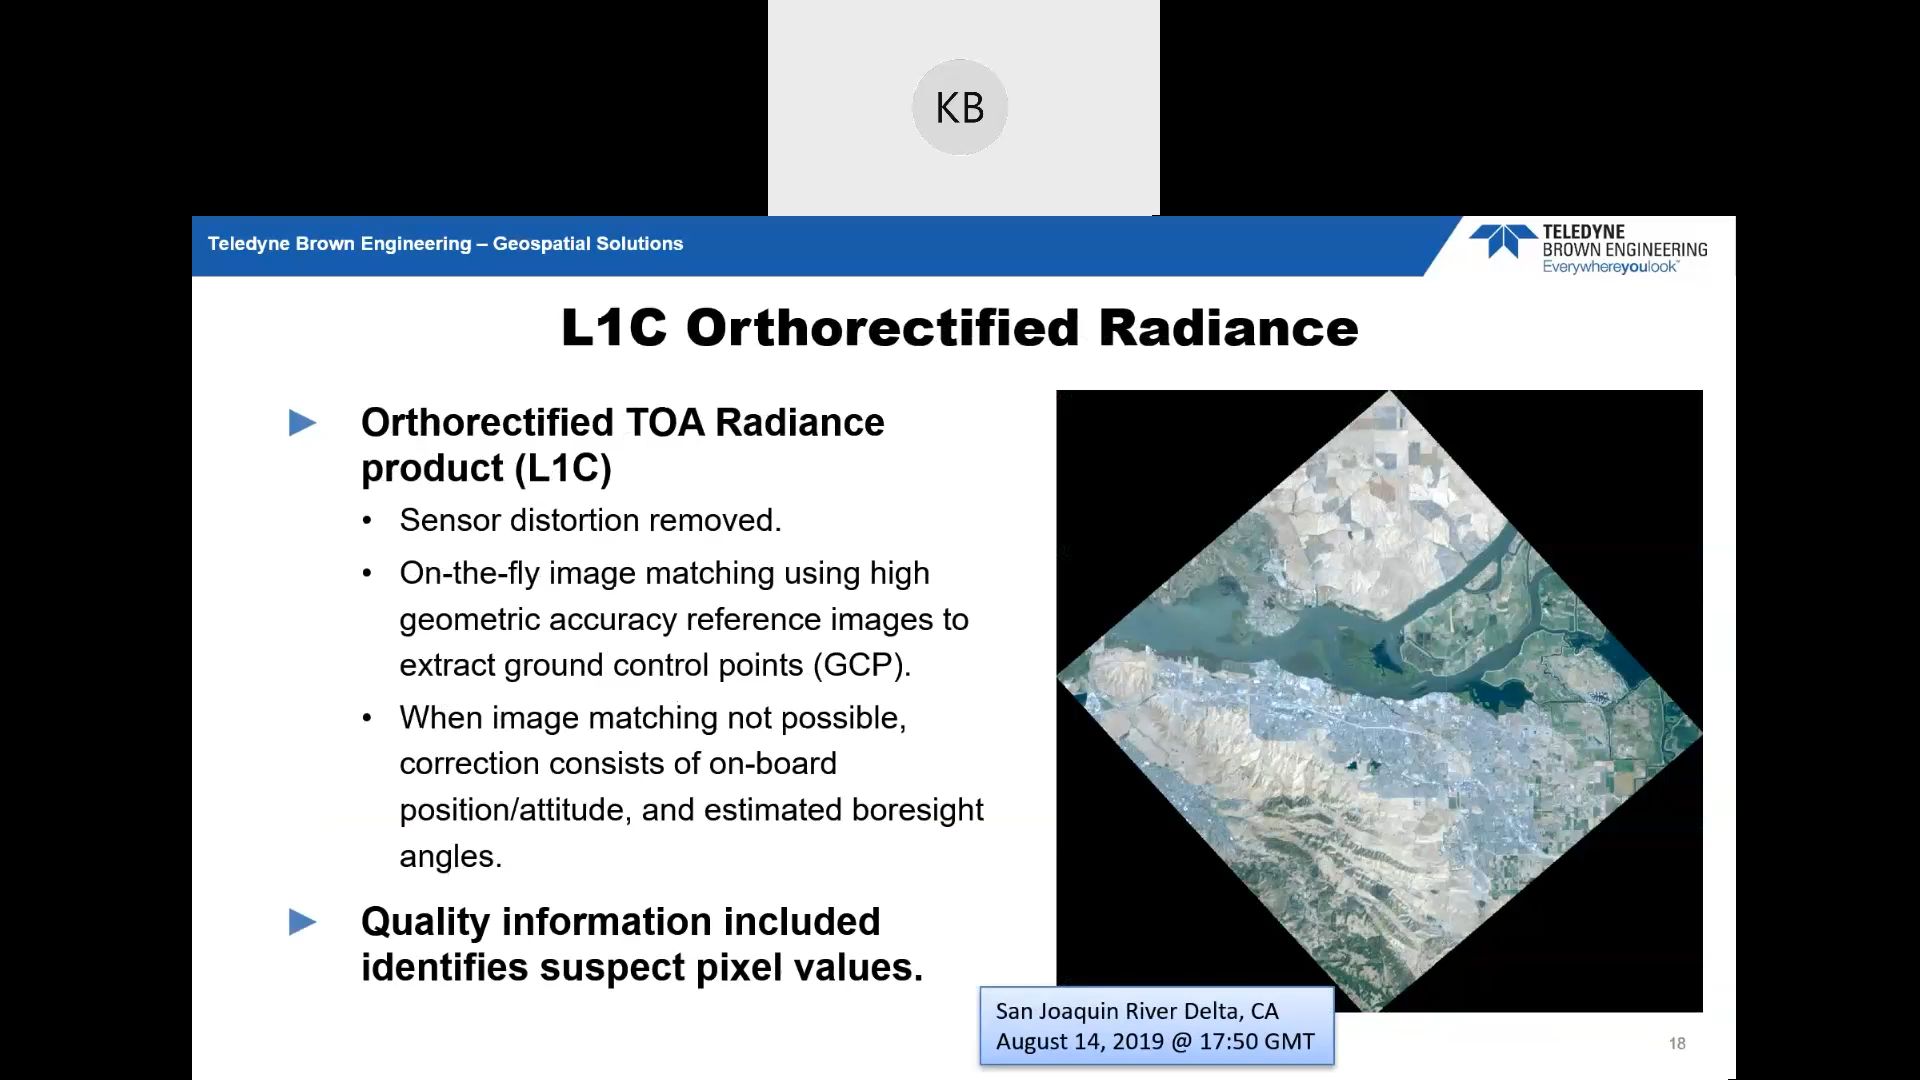 KB
Teledyne Brown Engineering – Geospatial Solutions
TELEDYNE
BROWN ENGINEERING
Everywhereyoulook™
L1C Orthorectified Radiance
Orthorectified TOA Radiance
product (L1C)
• Sensor distortion removed.
• On-the-fly image matching using high
geometric accuracy reference images to
extract ground control points (GCP).
• When image matching not possible,
correction consists of on-board
position/attitude, and estimated boresight
angles.
Quality information included
identifies suspect pixel values.
San Joaquin River Delta, CA
August 14, 2019 @ 17:50 GMT
18